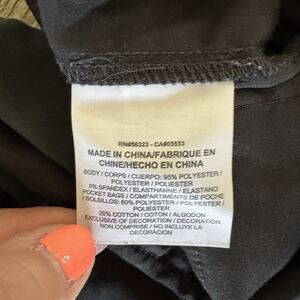 RN#56323 - CA#05553
MADE IN CHINA/FABRIQUE EN
CHINE/HECHO EN CHINA
BODY / CORPS / CUERPO: 95% POLYESTER /
POLYESTER / POLIESTER
5% SPANDEX / ELASTHANNE / ELASTANO
POCKET BAGS / COMPARTIMENTS DE POCHE
/ BOLSILLOS: 80% POLYESTER / POLYESTER /
POLIESTER
20% COTTON / COTON / ALGODON
EXCLUSIVE OF DECORATION / DECORATION
NON COMPRISE / NO INCLUYE LA
DECORACION